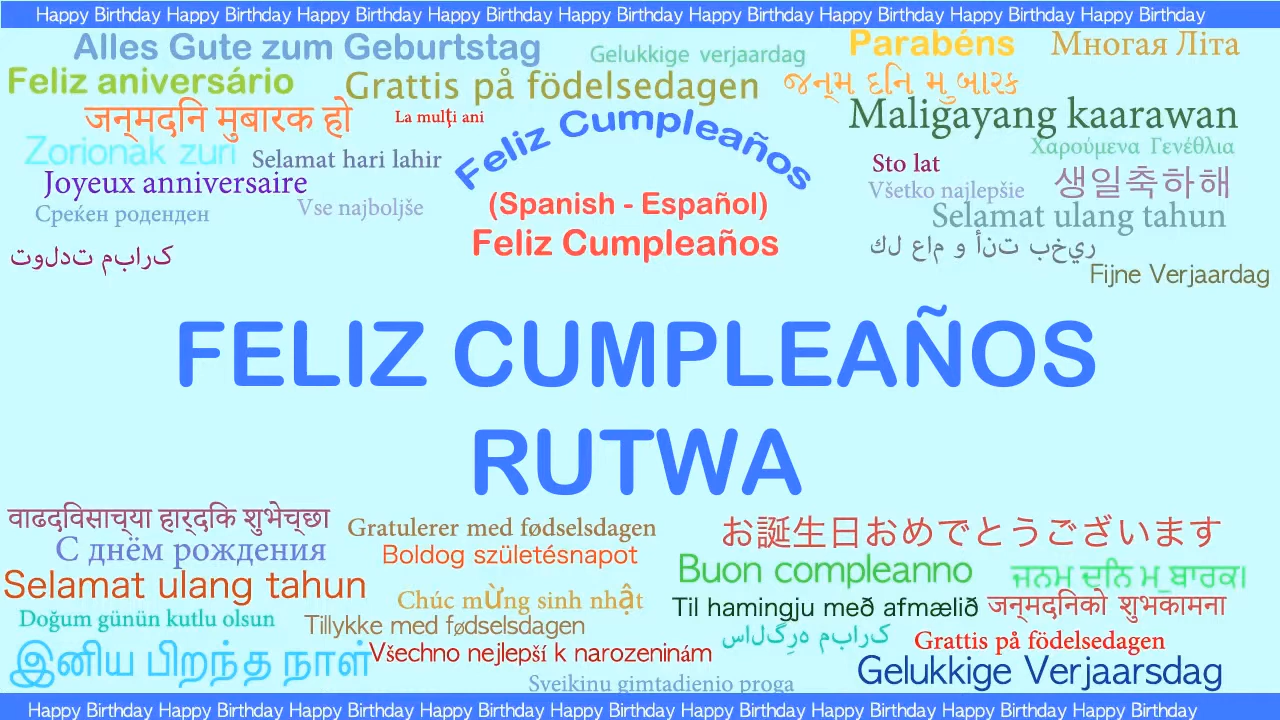 Happy Birthday Happy Birthday Happy Birthday Happy Birthday Happy Birthday Happy Birthday Happy Birthday Happy Birthday Happy Birthday
Alles Gute zum Geburtstag
Gelukkige verjaardag
Parabéns
Многая Літа
Feliz aniversário
Grattis på födelsedagen
જન્મ દિન મુબારક
जन्मदिन मुबारक हो
La mulţi ani
Feliz Cumpleaños
Maligayang kaarawan
Zorionak zuri
Selamat hari lahir
Χαρούμενα Γενέθλια
Sto lat
Joyeux anniversaire
(Spanish - Español)
Všetko najlepšie
생일축하해
Среќен роденден
Vse najboljše
Selamat ulang tahun
Feliz Cumpleaños
تولدت مبارک
كل عام و أنت بخير
Fijne Verjaardag
FELIZ CUMPLEAÑOS
RUTWA
वाढदिवसाच्या हार्दिक शुभेच्छा
Gratulerer med fødselsdagen
お誕生日おめでとうございます
С днём рождения
Boldog születésnapot
Buon compleanno
ਜਨਮ ਦਿਨ ਮੁਬਾਰਕ।
Selamat ulang tahun
Chúc mừng sinh nhật
Til hamingju með afmælið
जन्मदिनको शुभकामना
Doğum günün kutlu olsun
Tillykke med fødselsdagen
سالگرہ مبارک
Grattis på födelsedagen
இனிய பிறந்த நாள்
Všechno nejlepší k narozeninám
Gelukkige Verjaarsdag
Sveikinu gimtadienio proga
Happy Birthday Happy Birthday Happy Birthday Happy Birthday Happy Birthday Happy Birthday Happy Birthday Happy Birthday Happy Birthday